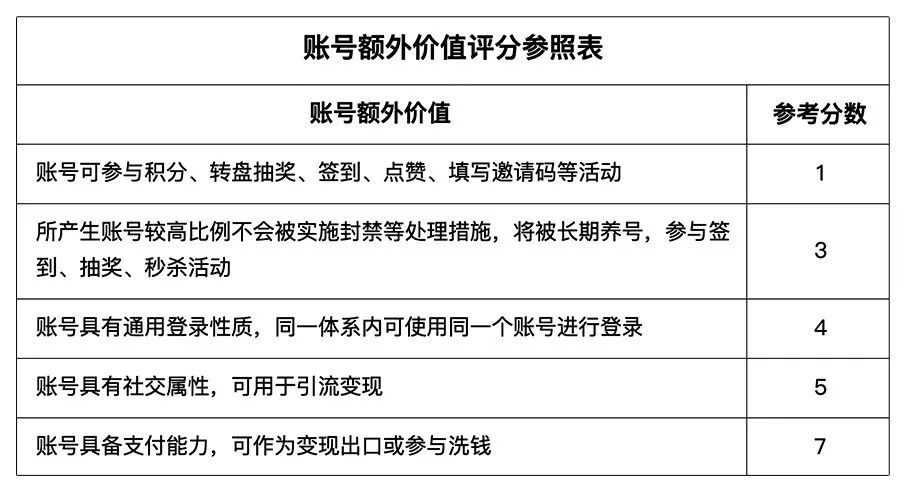 账号额外价值评分参照表
账号额外价值
参考分数
账号可参与积分、转盘抽奖、签到、点赞、填写邀请码等活动
1
所产生账号较高比例不会被实施封禁等处理措施，将被长期养号，参与签
到、抽奖、秒杀活动
3
账号具有通用登录性质，同一体系内可使用同一个账号进行登录
4
账号具有社交属性，可用于引流变现
5
账号具备支付能力，可作为变现出口或参与洗钱
7